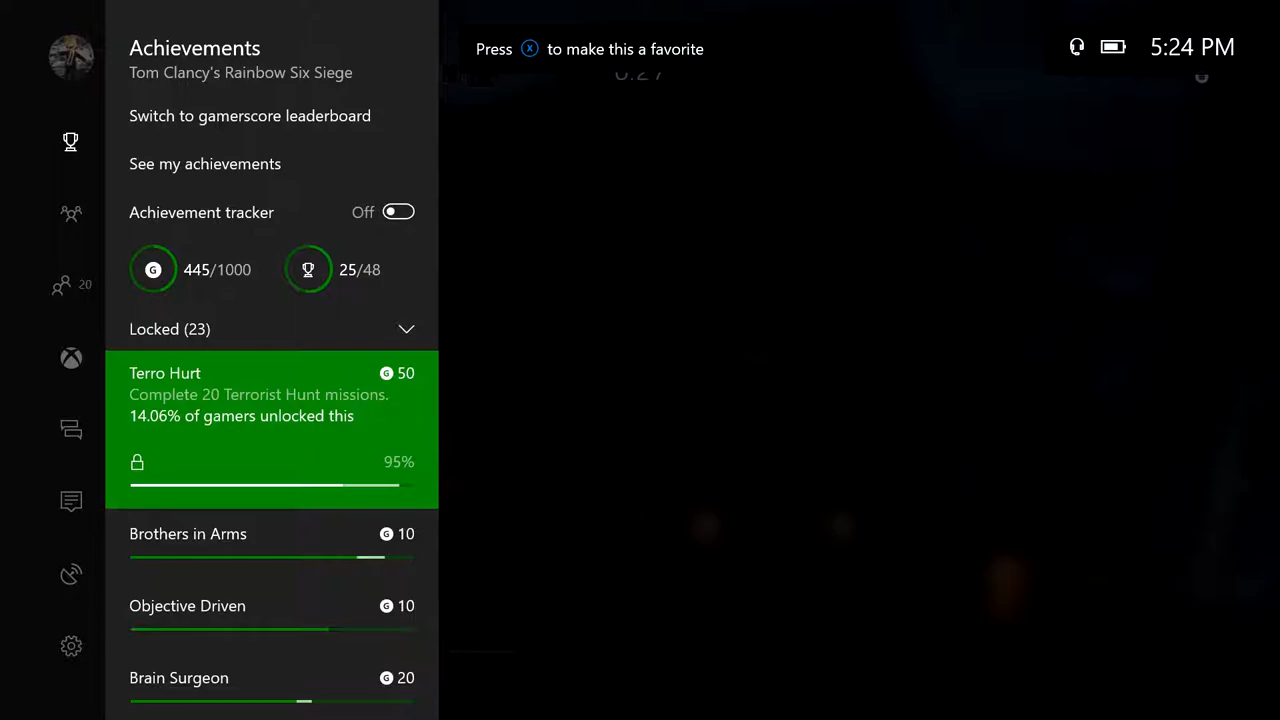 Achievements
Tom Clancy's Rainbow Six Siege
Press X to make this a favorite
5:24 PM
Switch to gamerscore leaderboard
See my achievements
Achievement tracker Off
G 445/1000 25/48
20
Locked (23)
Terro Hurt G 50
Complete 20 Terrorist Hunt missions.
14.06% of gamers unlocked this
95%
Brothers in Arms G 10
Objective Driven G 10
Brain Surgeon G 20